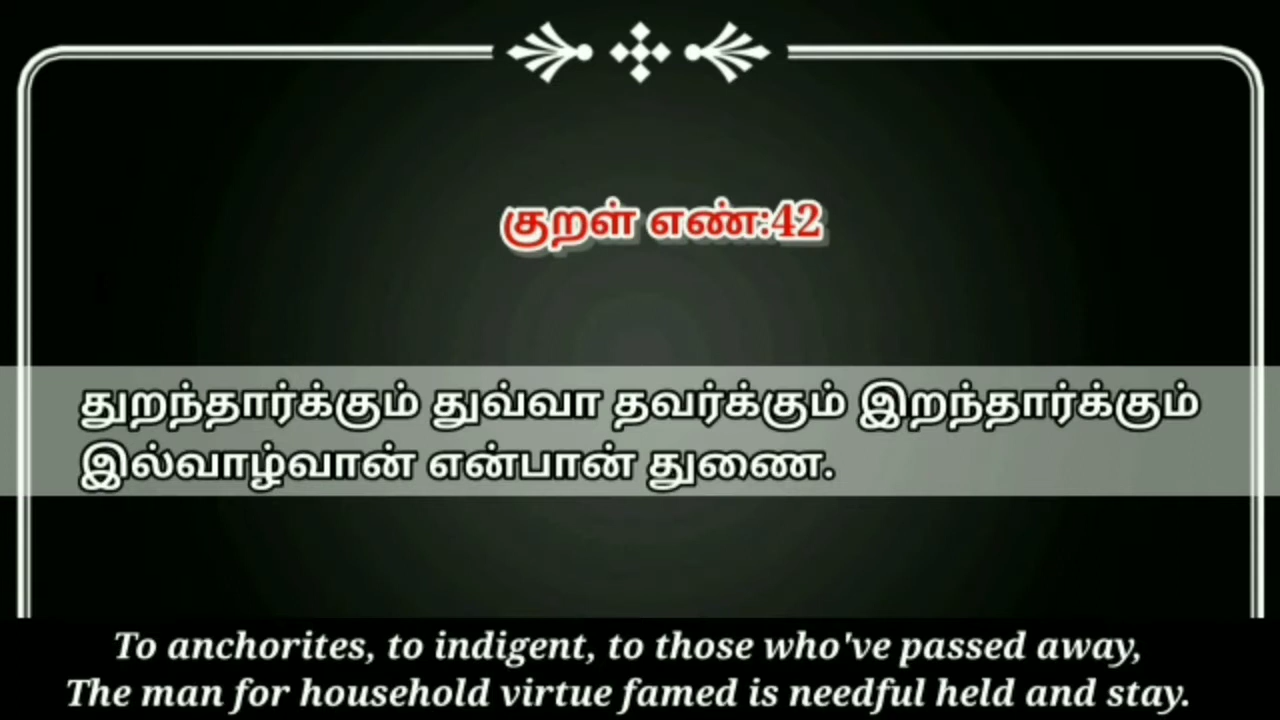 குறள் எண்:42
துறந்தார்க்கும் துவ்வா தவர்க்கும் இறந்தார்க்கும்
இல்வாழ்வான் என்பான் துணை.
To anchorites, to indigent, to those who've passed away,
The man for household virtue famed is needful held and stay.